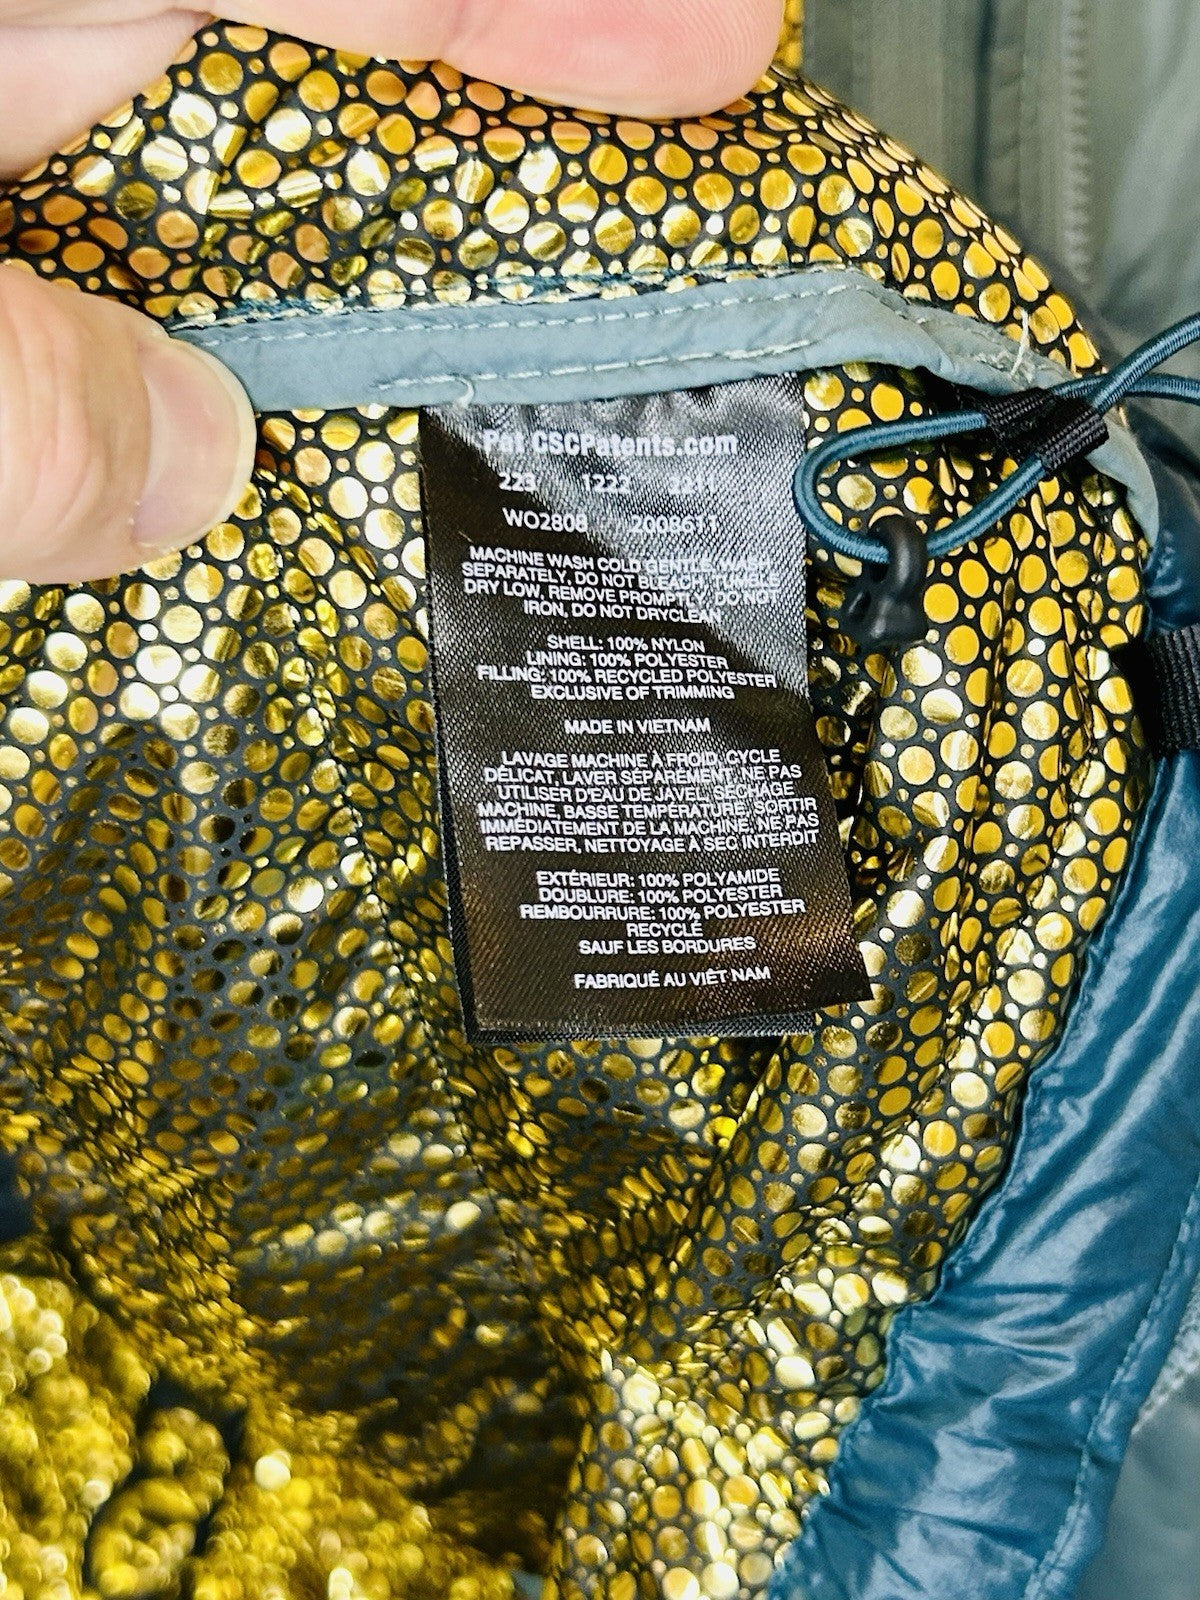 Pat CSCPatents.com
223 1222 2211
WO2808 2008611
MACHINE WASH COLD GENTLE, WASH
SEPARATELY, DO NOT BLEACH, TUMBLE
DRY LOW, REMOVE PROMPTLY, DO NOT
IRON, DO NOT DRYCLEAN
SHELL: 100% NYLON
LINING: 100% POLYESTER
FILLING: 100% RECYCLED POLYESTER
EXCLUSIVE OF TRIMMING
MADE IN VIETNAM
LAVAGE MACHINE À FROID, CYCLE
DÉLICAT, LAVER SÉPARÉMENT, NE PAS
UTILISER D'EAU DE JAVEL, SÉCHAGE
MACHINE, BASSE TEMPÉRATURE, SORTIR
IMMÉDIATEMENT DE LA MACHINE, NE PAS
REPASSER, NETTOYAGE À SEC INTERDIT
EXTÉRIEUR: 100% POLYAMIDE
DOUBLURE: 100% POLYESTER
REMBOURRURE: 100% POLYESTER
RECYCLÉ
SAUF LES BORDURES
FABRIQUÉ AU VIÊT NAM